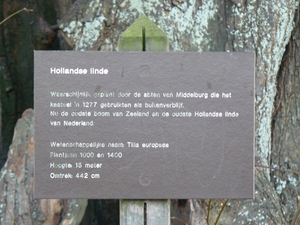 Hollandse linde
Waarschijnlijk geplant door de abten van Middelburg die het
kasteel in 1277 gebruikten als buitenverblijf.
Nu de oudste boom van Zeeland en de oudste Hollandse linde
van Nederland.
Wetenschappelijke naam: Tilia europaea
Plantjaar: 1000 en 1400
Hoogte: 15 meter
Omtrek: 442 cm